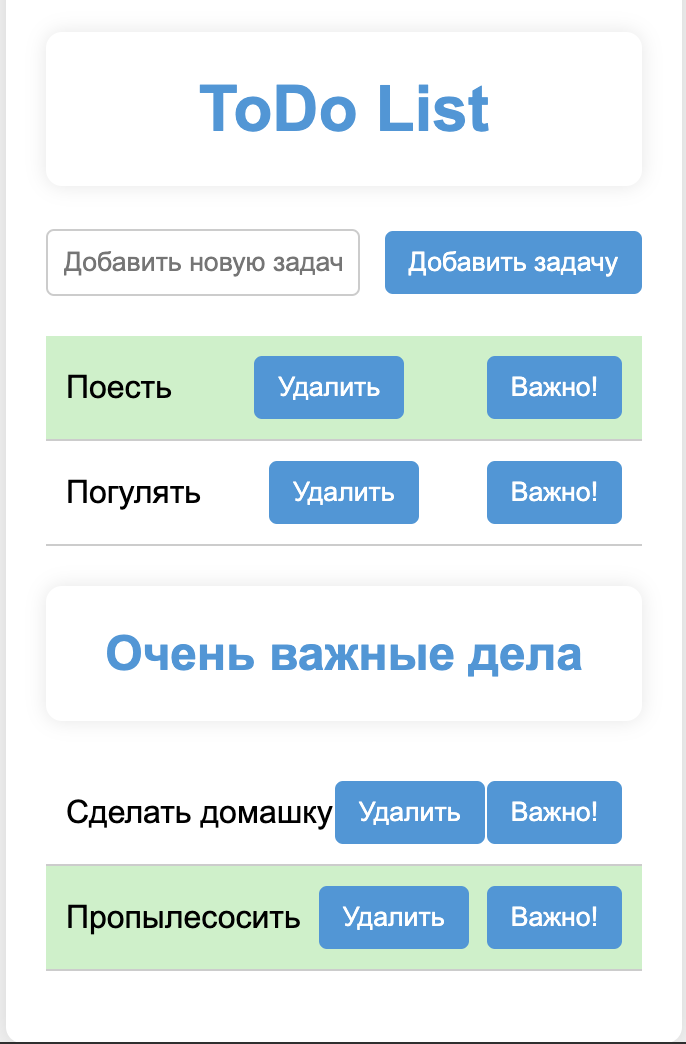 ToDo List
Добавить новую задач
Добавить задачу
Поесть Удалить Важно!
Погулять Удалить Важно!
Очень важные дела
Сделать домашку Удалить Важно!
Пропылесосить Удалить Важно!